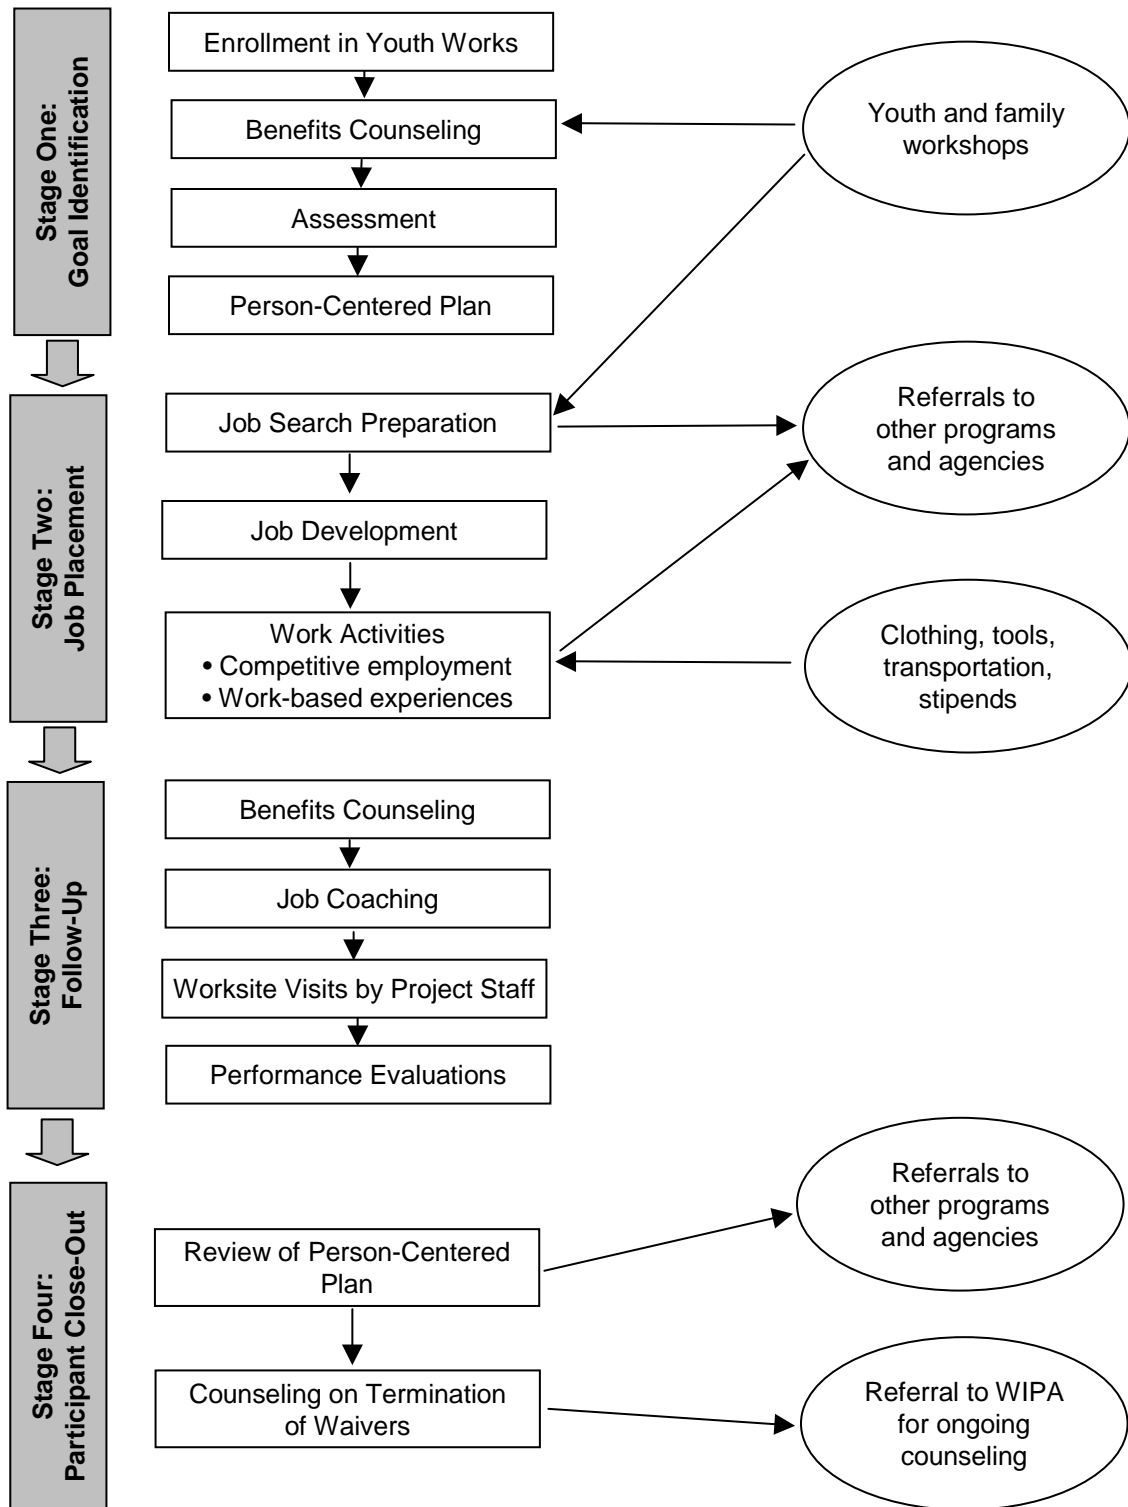 Stage One:
Goal Identification
Enrollment in Youth Works
Benefits Counseling
Assessment
Person-Centered Plan
Youth and family
workshops
Stage Two:
Job Placement
Job Search Preparation
Job Development
Work Activities
• Competitive employment
• Work-based experiences
Referrals to
other programs
and agencies
Clothing, tools,
transportation,
stipends
Stage Three:
Follow-Up
Benefits Counseling
Job Coaching
Worksite Visits by Project Staff
Performance Evaluations
Stage Four:
Participant Close-Out
Review of Person-Centered
Plan
Counseling on Termination
of Waivers
Referrals to
other programs
and agencies
Referral to WIPA
for ongoing
counseling